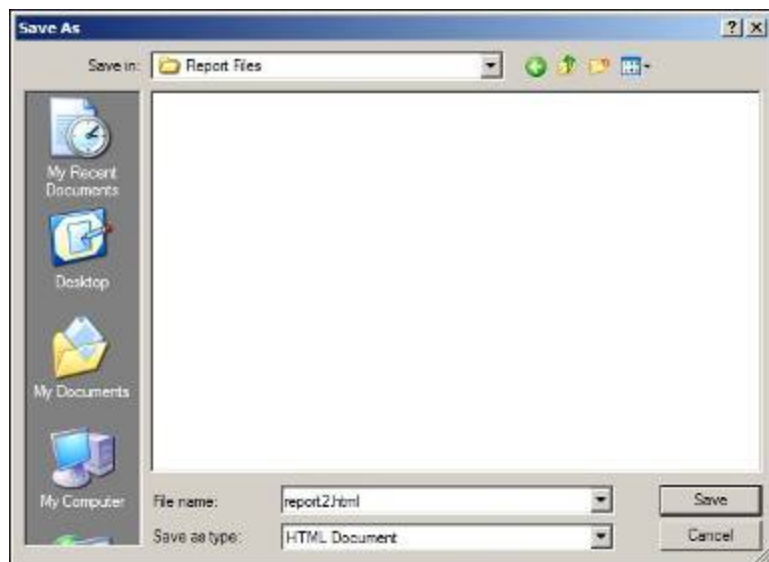 Save As
Save in:
Report Files
My Recent
Documents
Desktop
My Documents
My Computer
File name:
report2.html
Save
Save as type:
HTML Document
Cancel